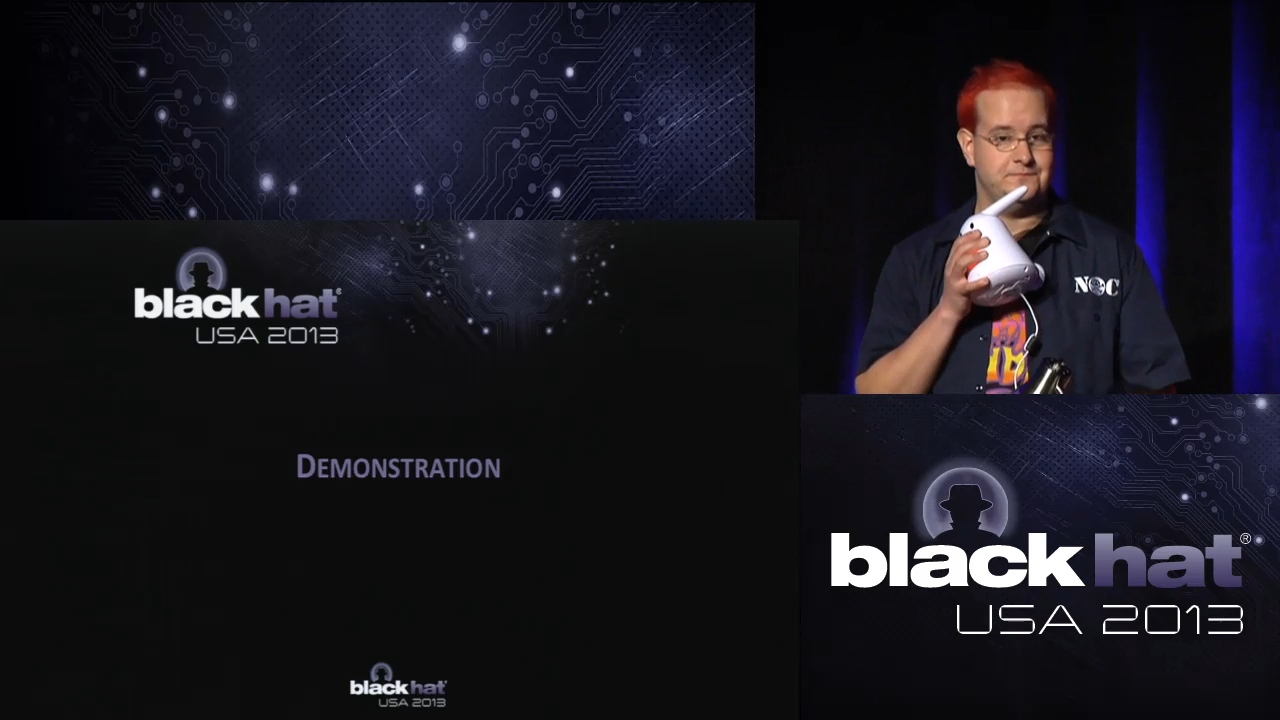 black hat®
USA 2013
DEMONSTRATION
black hat
USA 2013
NOC
black hat®
USA 2013